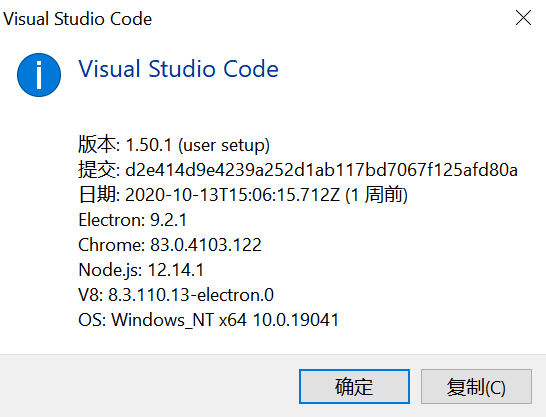 Visual Studio Code
Visual Studio Code
版本: 1.50.1 (user setup)
提交: d2e414d9e4239a252d1ab117bd7067f125afd80a
日期: 2020-10-13T15:06:15.712Z (1 周前)
Electron: 9.2.1
Chrome: 83.0.4103.122
Node.js: 12.14.1
V8: 8.3.110.13-electron.0
OS: Windows_NT x64 10.0.19041
确定
复制(C)